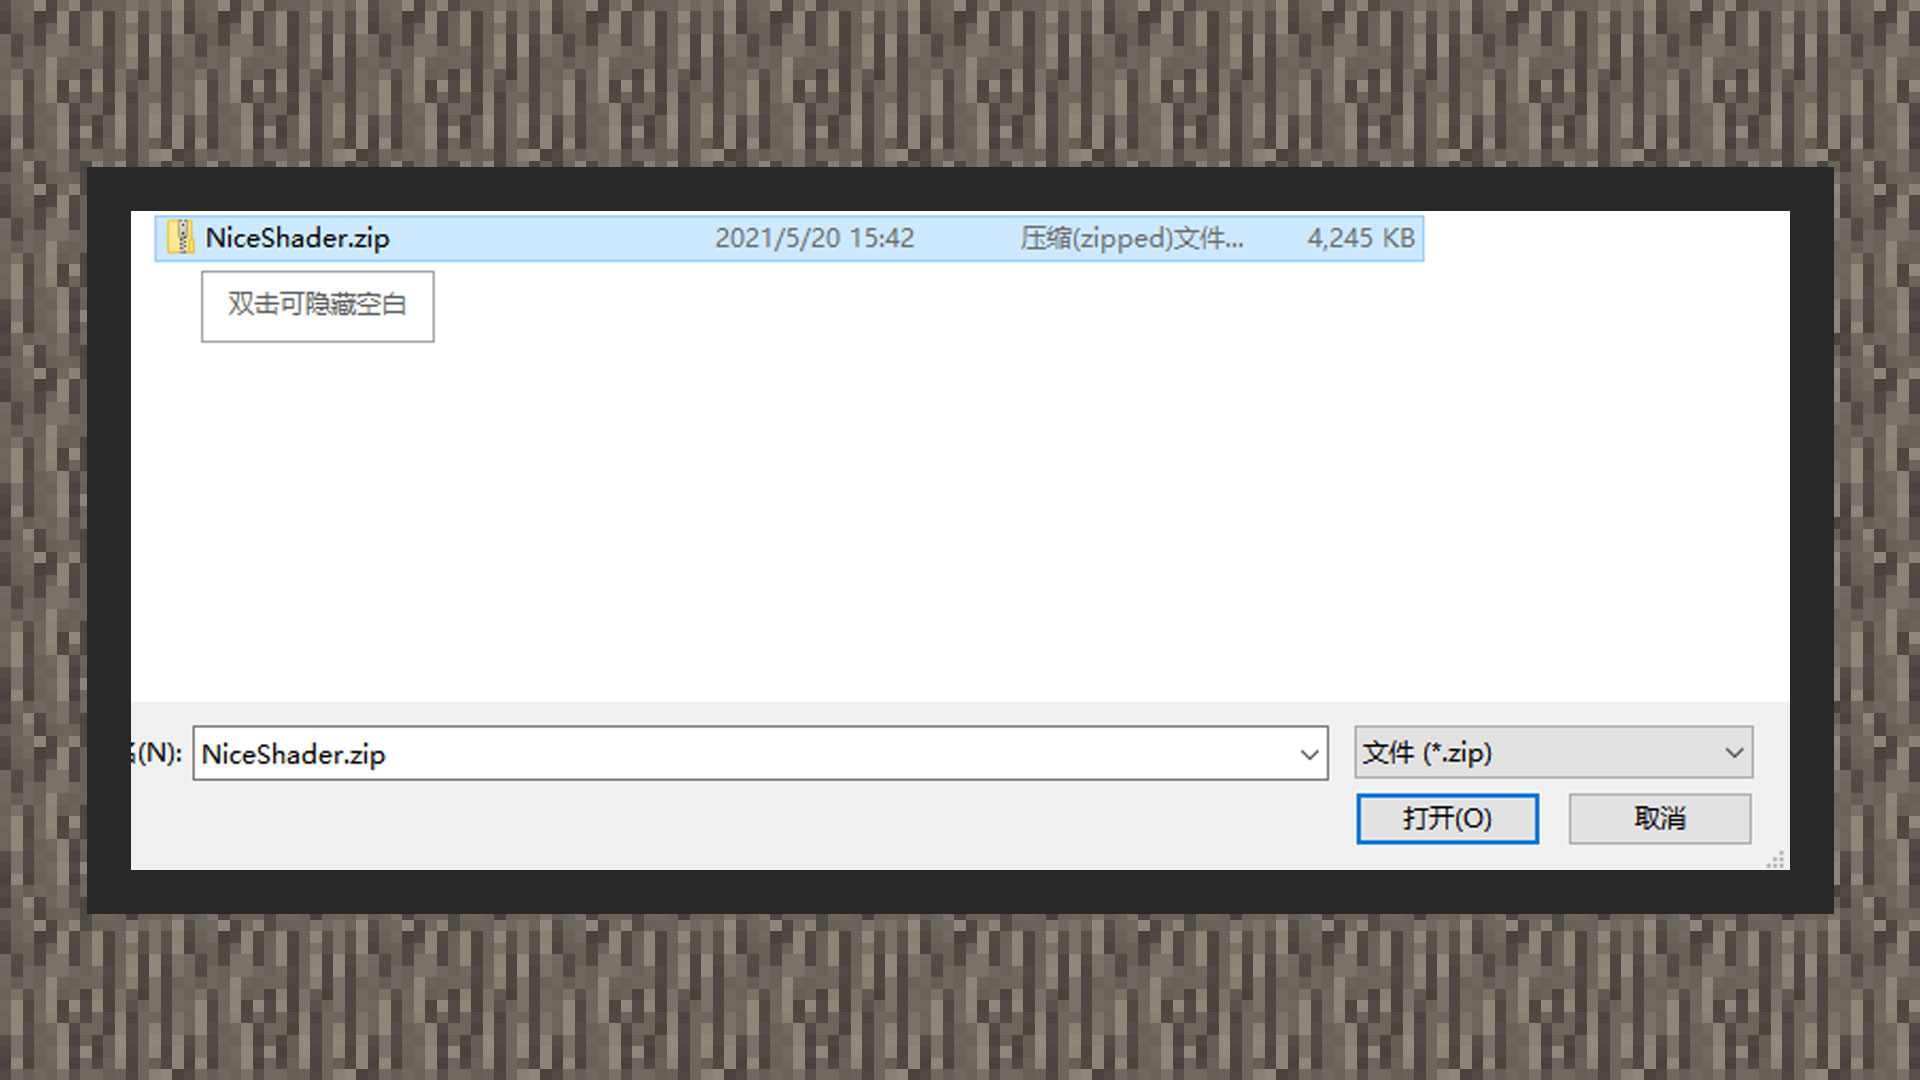 NiceShader.zip 2021/5/20 15:42 压缩(zipped)文件... 4,245 KB
双击可隐藏空白
(N): NiceShader.zip 文件 (*.zip)
打开(O) 取消